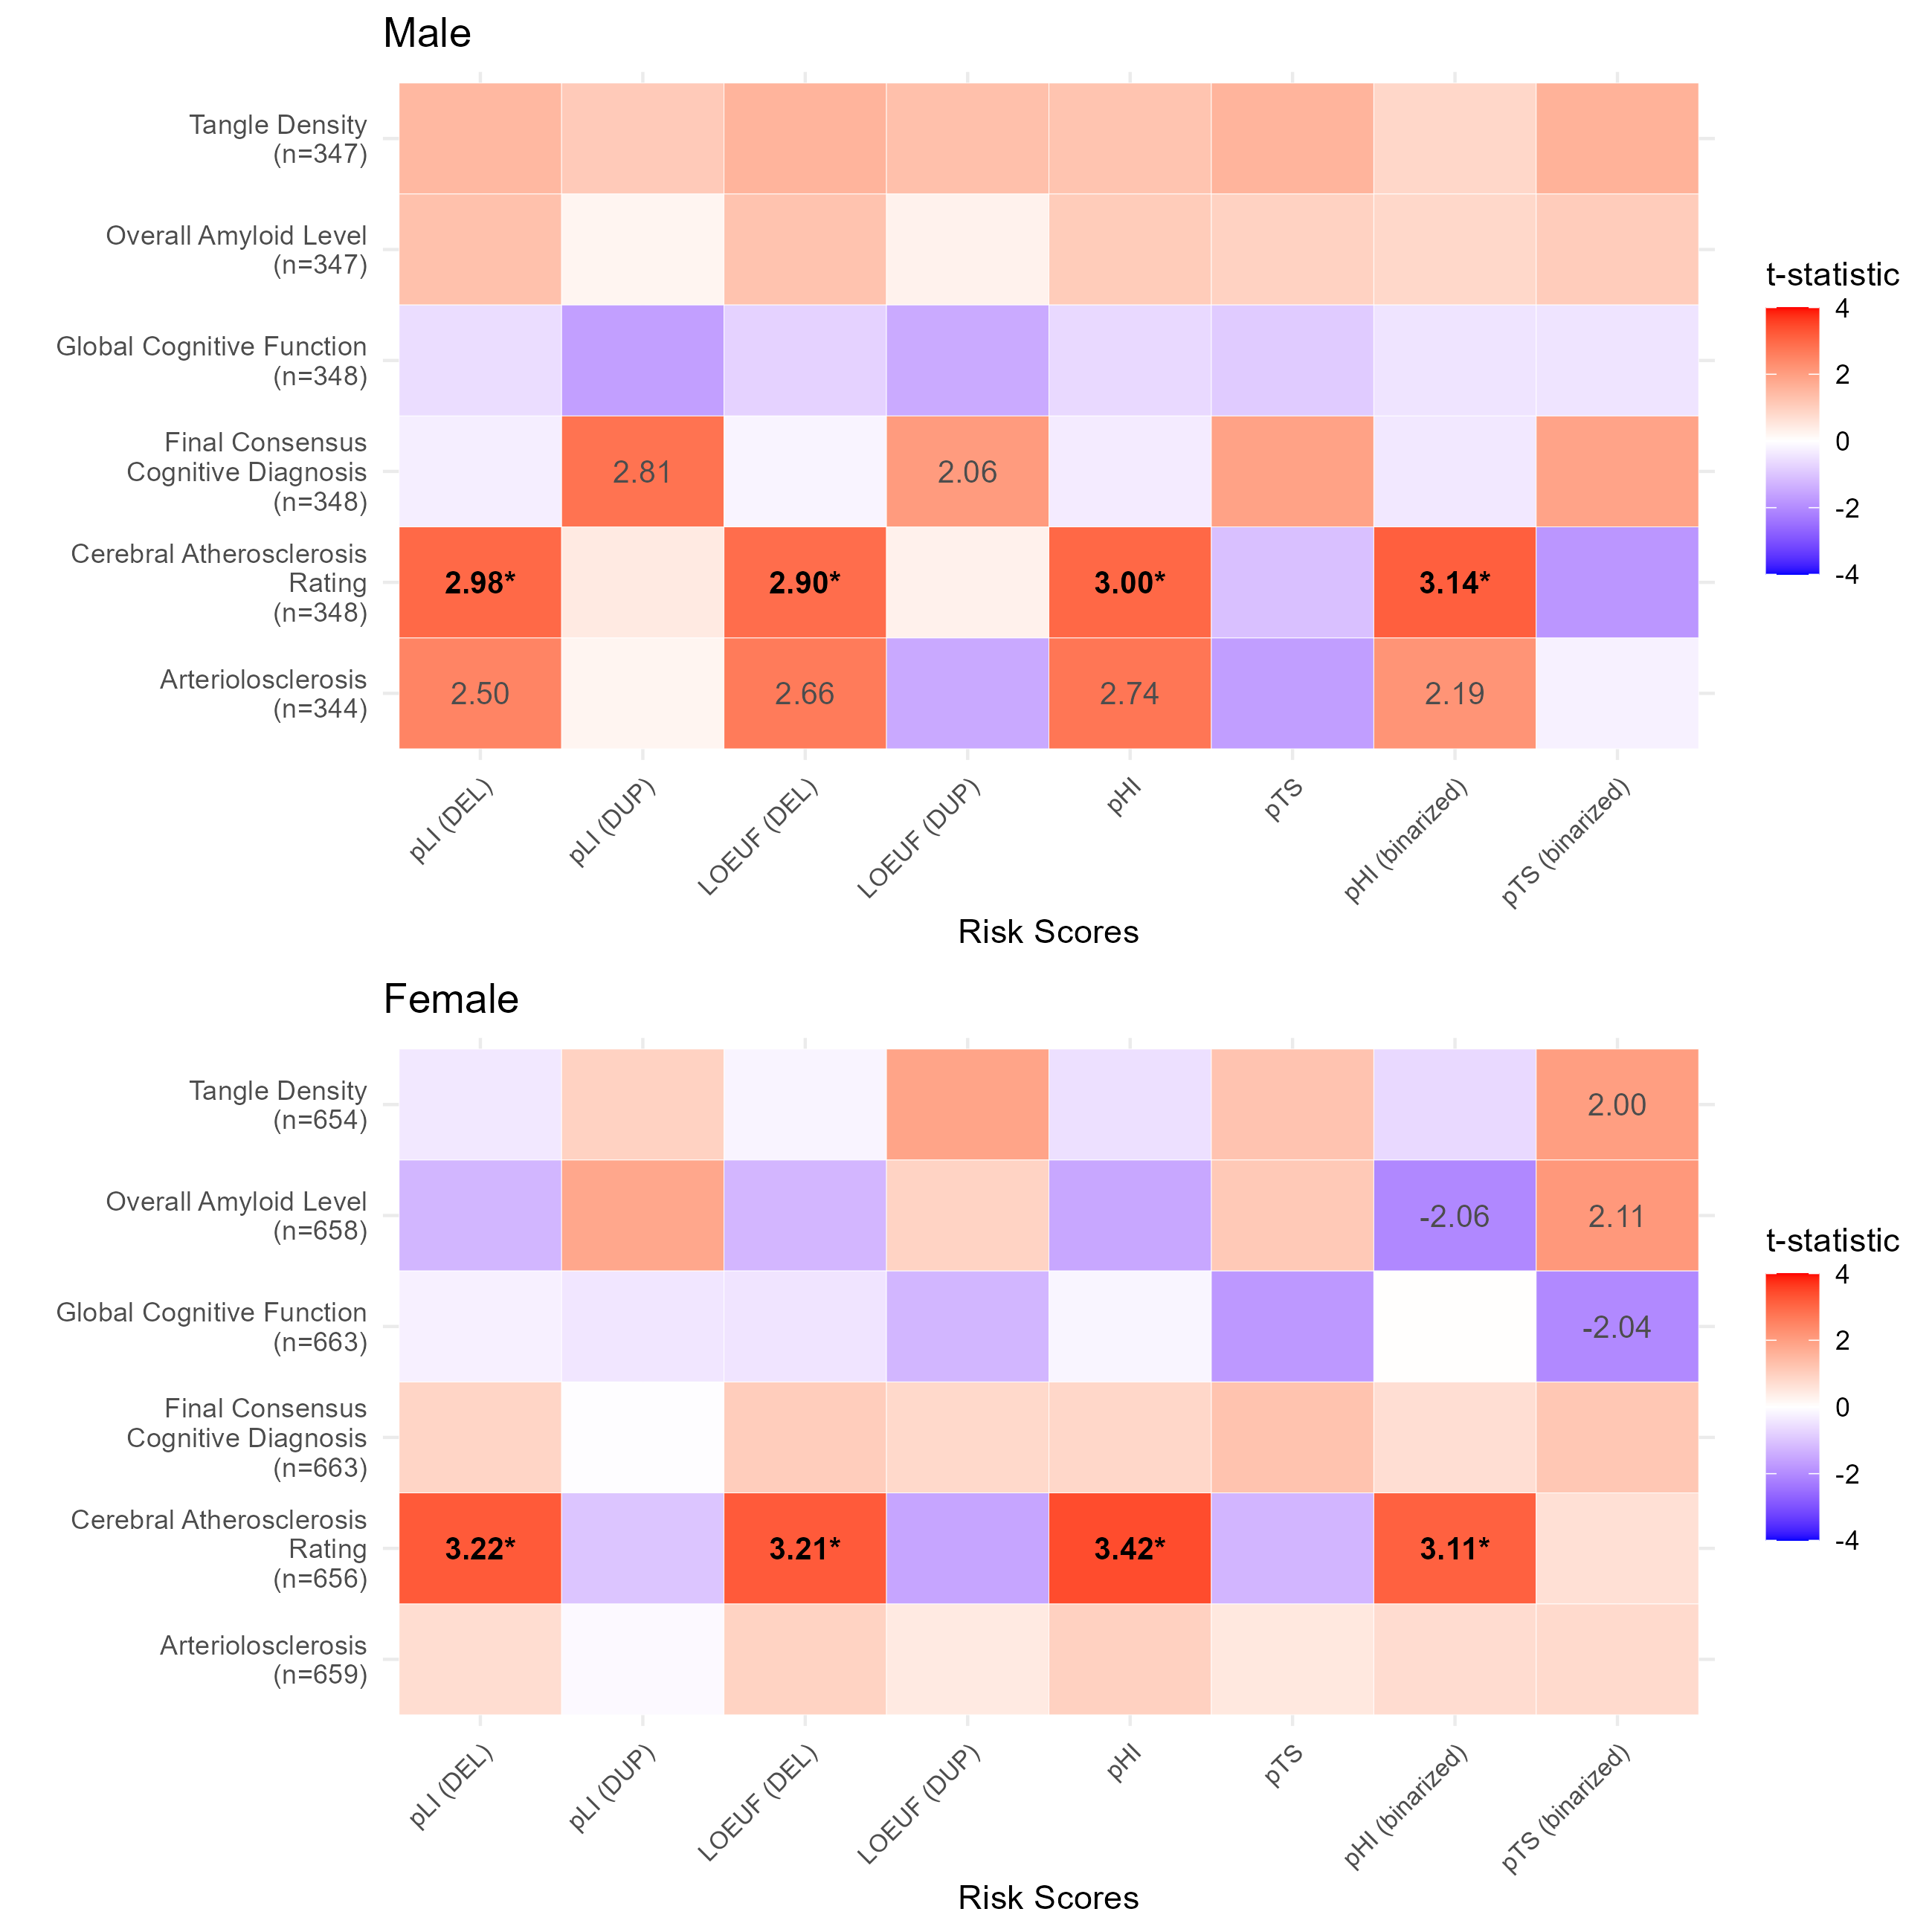 Male
Tangle Density
(n=347)
Overall Amyloid Level
(n=347)
Global Cognitive Function
(n=348)
Final Consensus
Cognitive Diagnosis
(n=348)
2.81
2.06
Cerebral Atherosclerosis
Rating
(n=348)
2.98*
2.90*
3.00*
3.14*
Arteriolosclerosis
(n=344)
2.50
2.66
2.74
2.19
pLI (DEL)
pLI (DUP)
LOEUF (DEL)
LOEUF (DUP)
pHI
pTS
pHI (binarized)
pTS (binarized)
Risk Scores
t-statistic
4
2
0
-2
-4
Female
Tangle Density
(n=654)
2.00
Overall Amyloid Level
(n=658)
-2.06
2.11
Global Cognitive Function
(n=663)
-2.04
Final Consensus
Cognitive Diagnosis
(n=663)
Cerebral Atherosclerosis
Rating
(n=656)
3.22*
3.21*
3.42*
3.11*
Arteriolosclerosis
(n=659)
pLI (DEL)
pLI (DUP)
LOEUF (DEL)
LOEUF (DUP)
pHI
pTS
pHI (binarized)
pTS (binarized)
Risk Scores
t-statistic
4
2
0
-2
-4